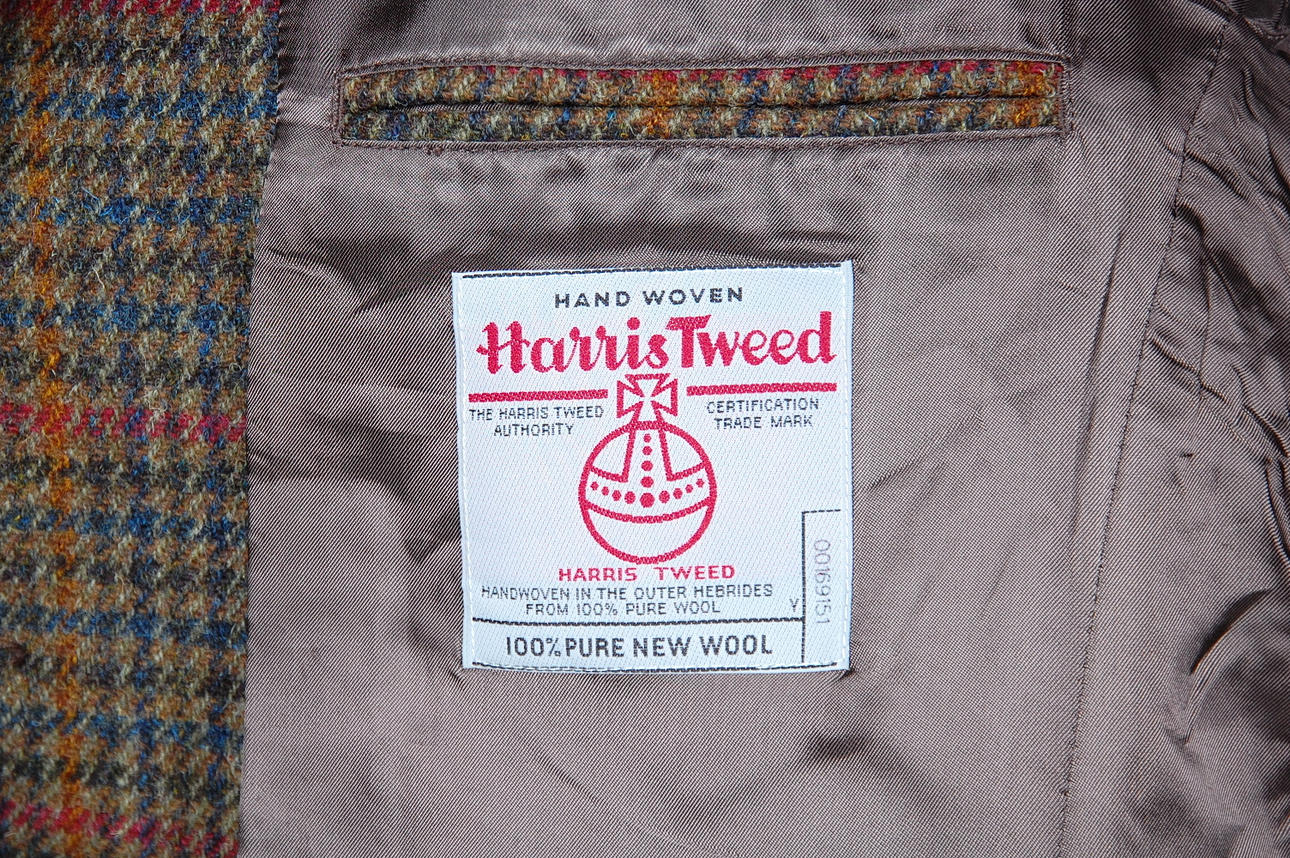 HAND WOVEN
Harris Tweed
THE HARRIS TWEED
AUTHORITY
CERTIFICATION
TRADE MARK
HARRIS TWEED
HANDWOVEN IN THE OUTER HEBRIDES
FROM 100% PURE WOOL
Y
00169151
100% PURE NEW WOOL